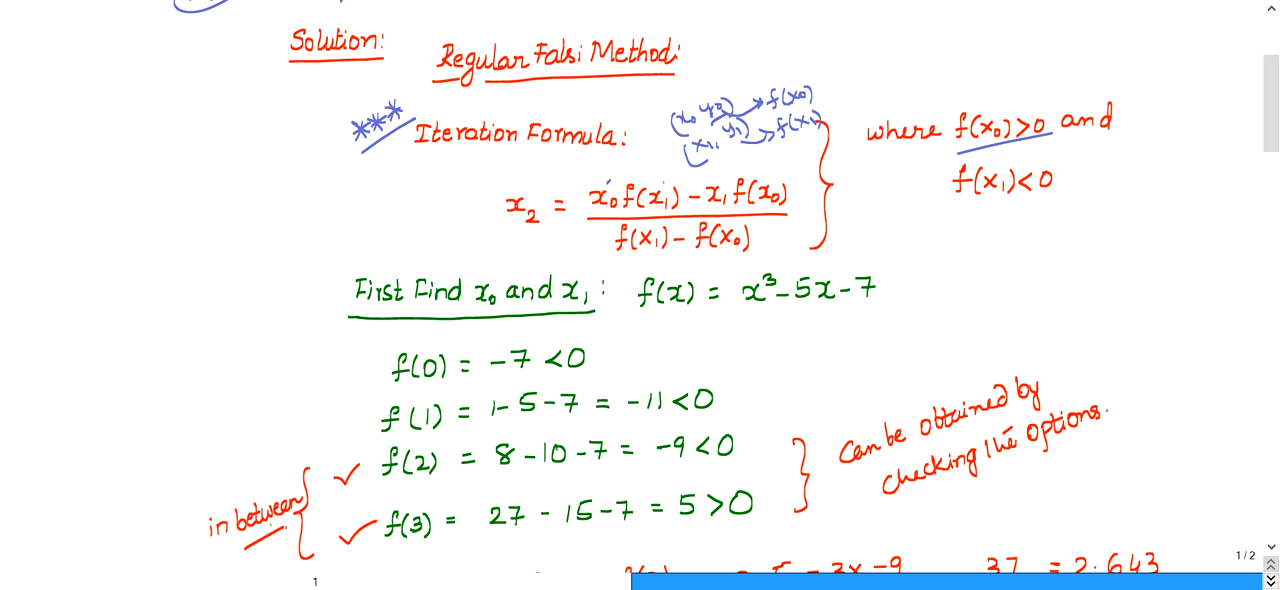 Solution:
Regular Falsi Method:
*** Iteration Formula:
(x₀, y₀) → f(x₀)
(x₁, y₁) → f(x₁)
x₂ = (x₀f(x₁) - x₁f(x₀)) / (f(x₁) - f(x₀))
where f(x₀)>0 and
f(x₁)<0
First Find x₀ and x₁: f(x) = x³-5x-7
f(0) = -7 <0
f(1) = 1-5-7 = -11<0
✓ f(2) = 8-10-7 = -9<0
✓ f(3) = 27-15-7 = 5>0
in between
Can be obtained by
checking the options.
37 = 2.643
1 / 2
1